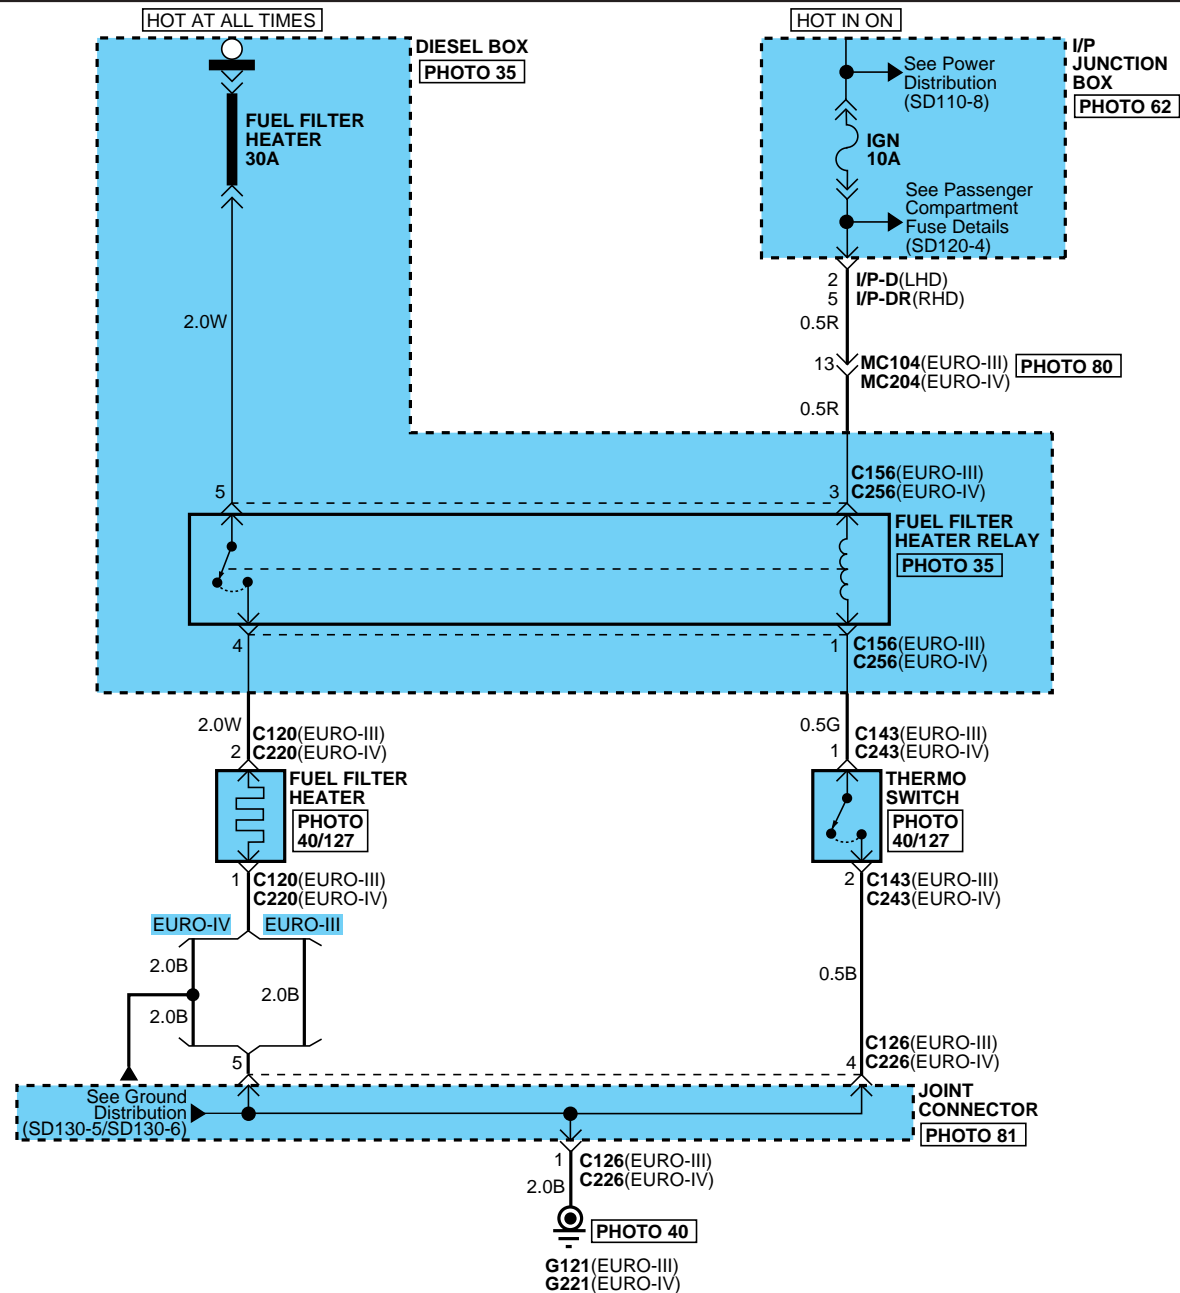 HOT AT ALL TIMES
HOT IN ON
DIESEL BOX
PHOTO 35
I/P
JUNCTION
BOX
PHOTO 62
See Power
Distribution
(SD110-8)
FUEL FILTER
HEATER
30A
IGN
10A
See Passenger
Compartment
Fuse Details
(SD120-4)
2 I/P-D(LHD)
5 I/P-DR(RHD)
2.0W
0.5R
13 MC104(EURO-III) PHOTO 80
MC204(EURO-IV)
0.5R
5
3
C156(EURO-III)
C256(EURO-IV)
FUEL FILTER
HEATER RELAY
PHOTO 35
4
1
C156(EURO-III)
C256(EURO-IV)
2.0W
C120(EURO-III)
2 C220(EURO-IV)
0.5G
C143(EURO-III)
1 C243(EURO-IV)
FUEL FILTER
HEATER
PHOTO
40/127
THERMO
SWITCH
PHOTO
40/127
1 C120(EURO-III)
C220(EURO-IV)
2 C143(EURO-III)
C243(EURO-IV)
EURO-IV EURO-III
2.0B
2.0B
2.0B
0.5B
5
C126(EURO-III)
4 C226(EURO-IV)
See Ground
Distribution
(SD130-5/SD130-6)
JOINT
CONNECTOR
PHOTO 81
1 C126(EURO-III)
C226(EURO-IV)
2.0B
PHOTO 40
G121(EURO-III)
G221(EURO-IV)